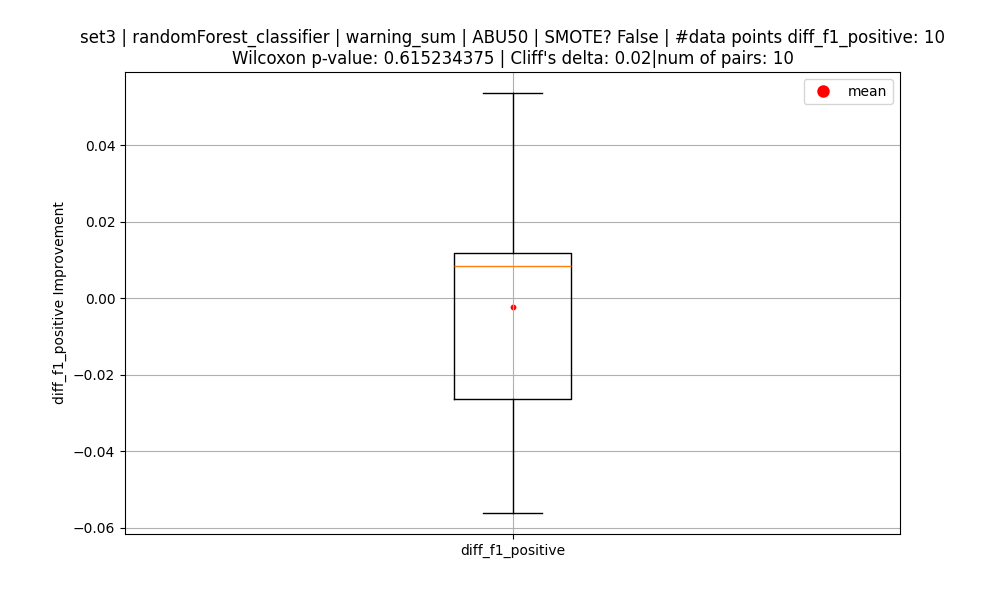 set3 | randomForest_classifier | warning_sum | ABU50 | SMOTE? False | #data points diff_f1_positive: 10
Wilcoxon p-value: 0.615234375 | Cliff's delta: 0.02|num of pairs: 10
mean
0.04
0.02
0.00
−0.02
−0.04
−0.06
diff_f1_positive Improvement
diff_f1_positive